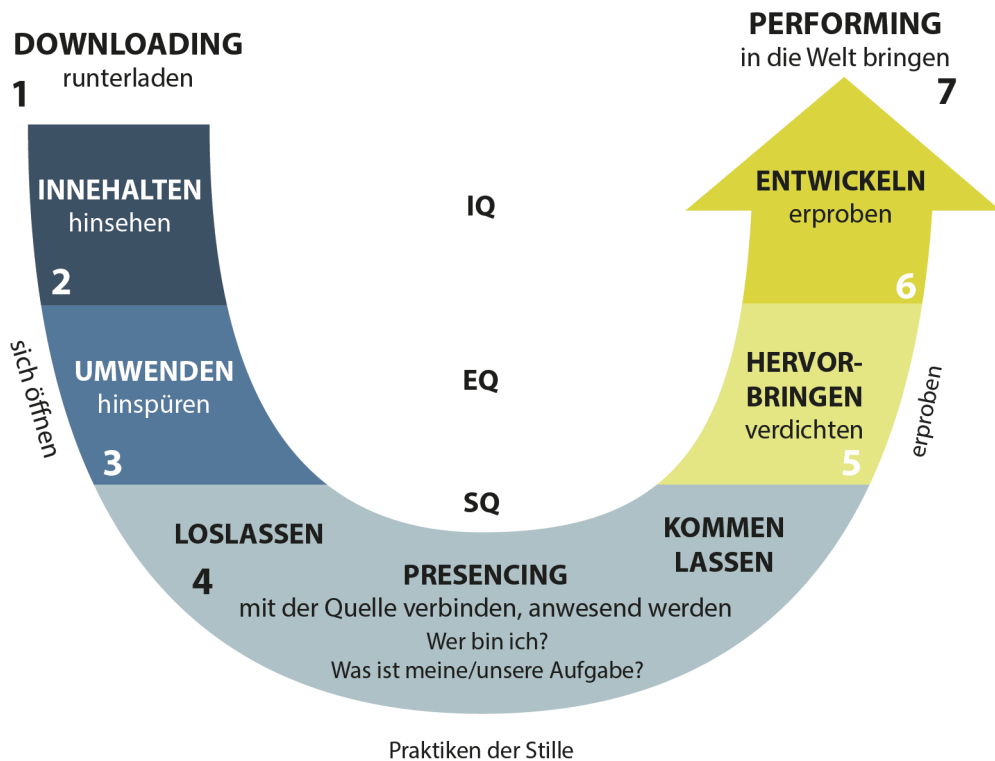 DOWNLOADING
runterladen
1
INNEHALTEN
hinsehen
2
UMWENDEN
hinspüren
3
sich öffnen
LOSLASSEN
4
PRESENCING
mit der Quelle verbinden, anwesend werden
Wer bin ich?
Was ist meine/unsere Aufgabe?
Praktiken der Stille
IQ
EQ
SQ
KOMMEN
LASSEN
HERVOR-
BRINGEN
verdichten
5
erproben
ENTWICKELN
erproben
6
PERFORMING
in die Welt bringen
7